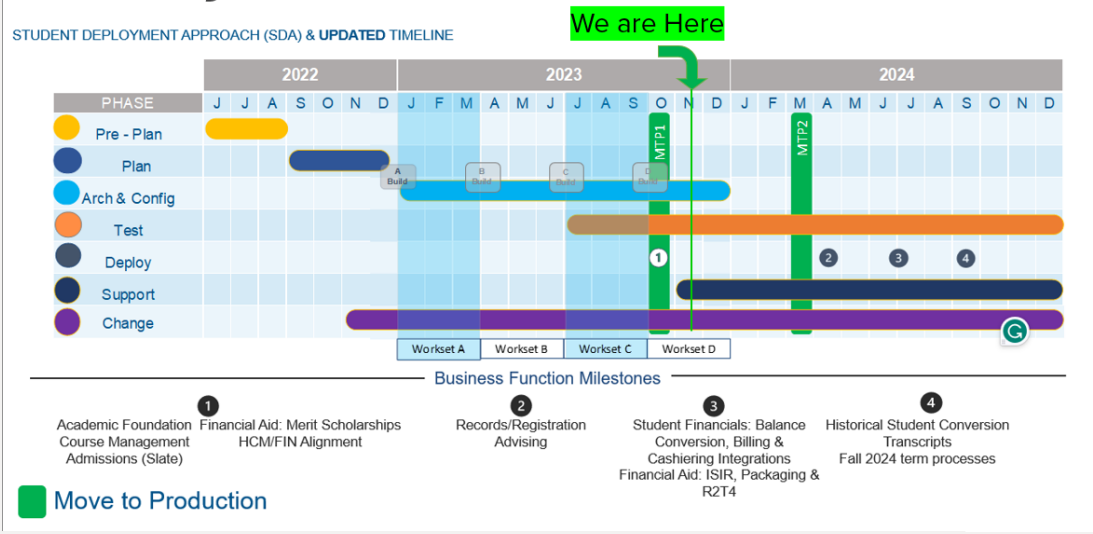 We are Here
STUDENT DEPLOYMENT APPROACH (SDA) & UPDATED TIMELINE
2022 2023 2024
PHASE J J A S O N D J F M A M J J A S O N D J F M A M J J A S O N D
Pre - Plan
MTP1 MTP2
Plan
A Build B Build C Build D Build
Arch & Config
Test
Deploy 1 2 3 4
Support
Change
G
Workset A Workset B Workset C Workset D
Business Function Milestones
1
Academic Foundation Financial Aid: Merit Scholarships
Course Management HCM/FIN Alignment
Admissions (Slate)
2
Records/Registration
Advising
3
Student Financials: Balance
Conversion, Billing &
Cashiering Integrations
Financial Aid: ISIR, Packaging &
R2T4
4
Historical Student Conversion
Transcripts
Fall 2024 term processes
Move to Production